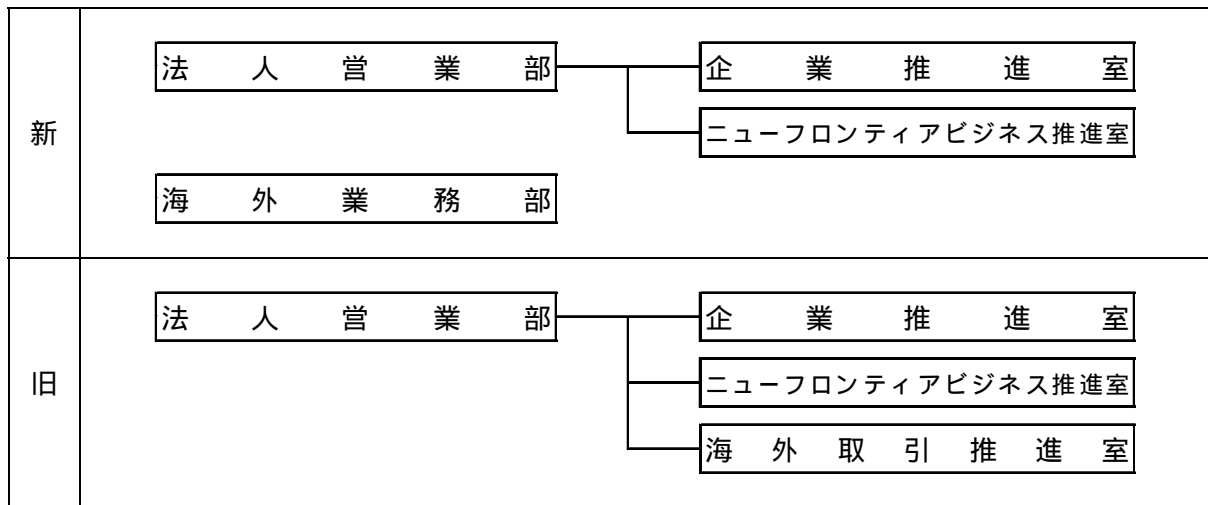 新
法人営業部
企業推進室
ニューフロンティアビジネス推進室
海外業務部
旧
法人営業部
企業推進室
ニューフロンティアビジネス推進室
海外取引推進室